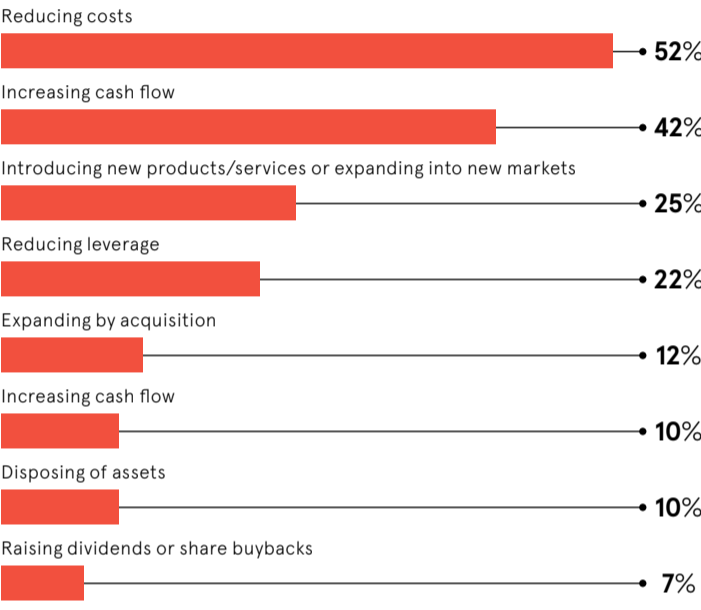 Reducing costs
52%
Increasing cash flow
42%
Introducing new products/services or expanding into new markets
25%
Reducing leverage
22%
Expanding by acquisition
12%
Increasing cash flow
10%
Disposing of assets
10%
Raising dividends or share buybacks
7%